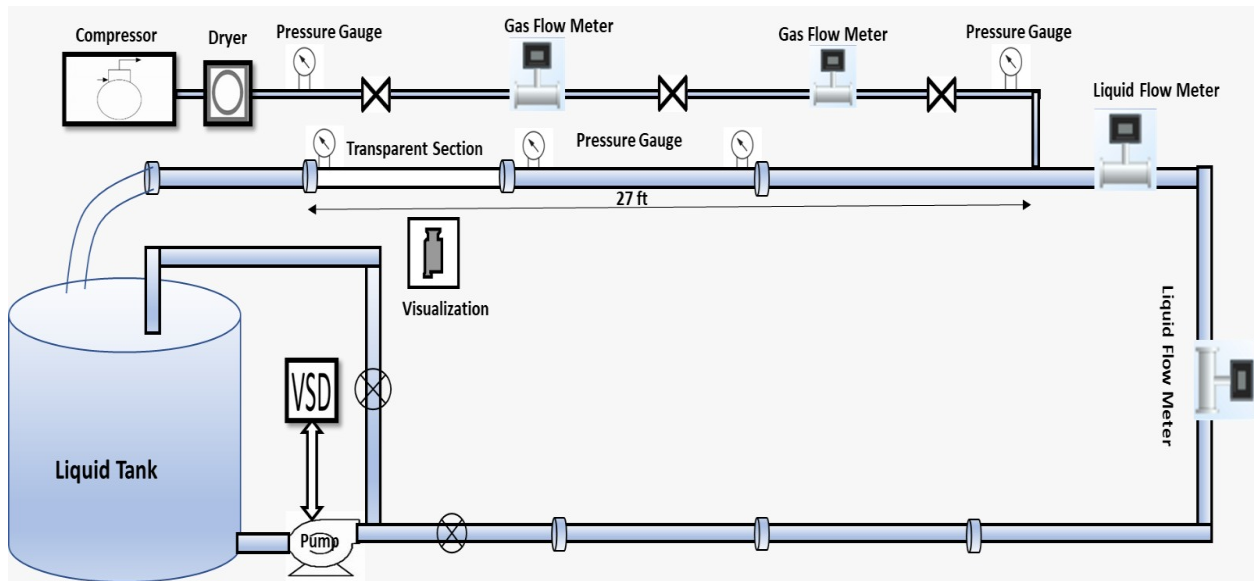 Compressor
Dryer
Pressure Gauge
Gas Flow Meter
Gas Flow Meter
Pressure Gauge
Liquid Flow Meter
Transparent Section
Pressure Gauge
27 ft
Visualization
Liquid Flow Meter
VSD
Liquid Tank
Pump